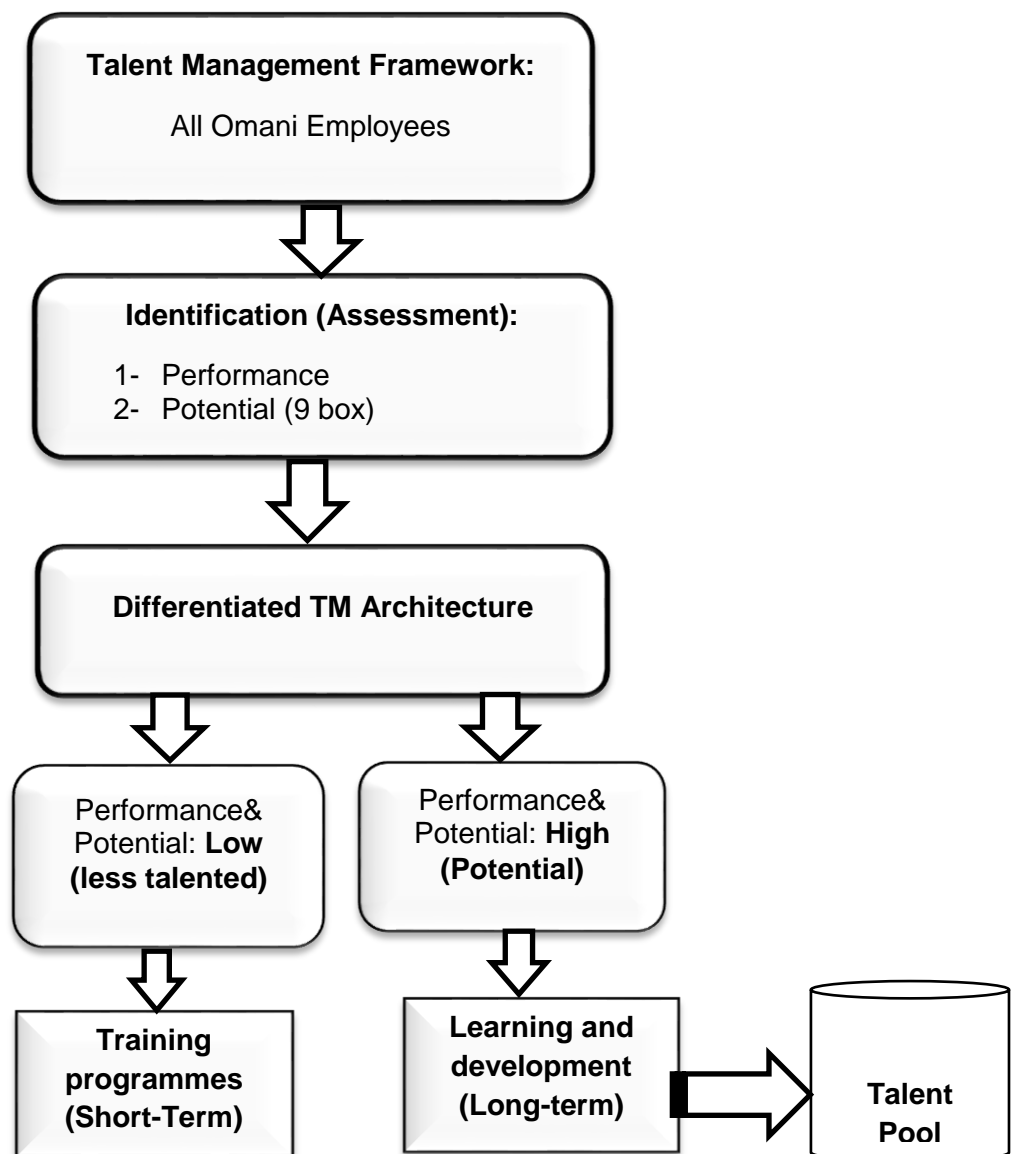 Talent Management Framework:
All Omani Employees
Identification (Assessment):
1- Performance
2- Potential (9 box)
Differentiated TM Architecture
Performance&
Potential: Low
(less talented)
Performance&
Potential: High
(Potential)
Training
programmes
(Short-Term)
Learning and
development
(Long-term)
Talent
Pool